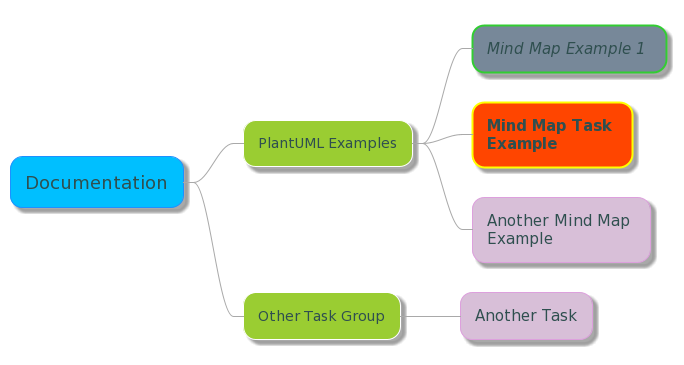 Documentation
PlantUML Examples
Mind Map Example 1
Mind Map Task
Example
Another Mind Map
Example
Other Task Group
Another Task